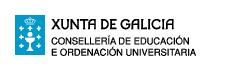 XUNTA DE GALICIA
CONSELLERÍA DE EDUCACIÓN
E ORDENACIÓN UNIVERSITARIA